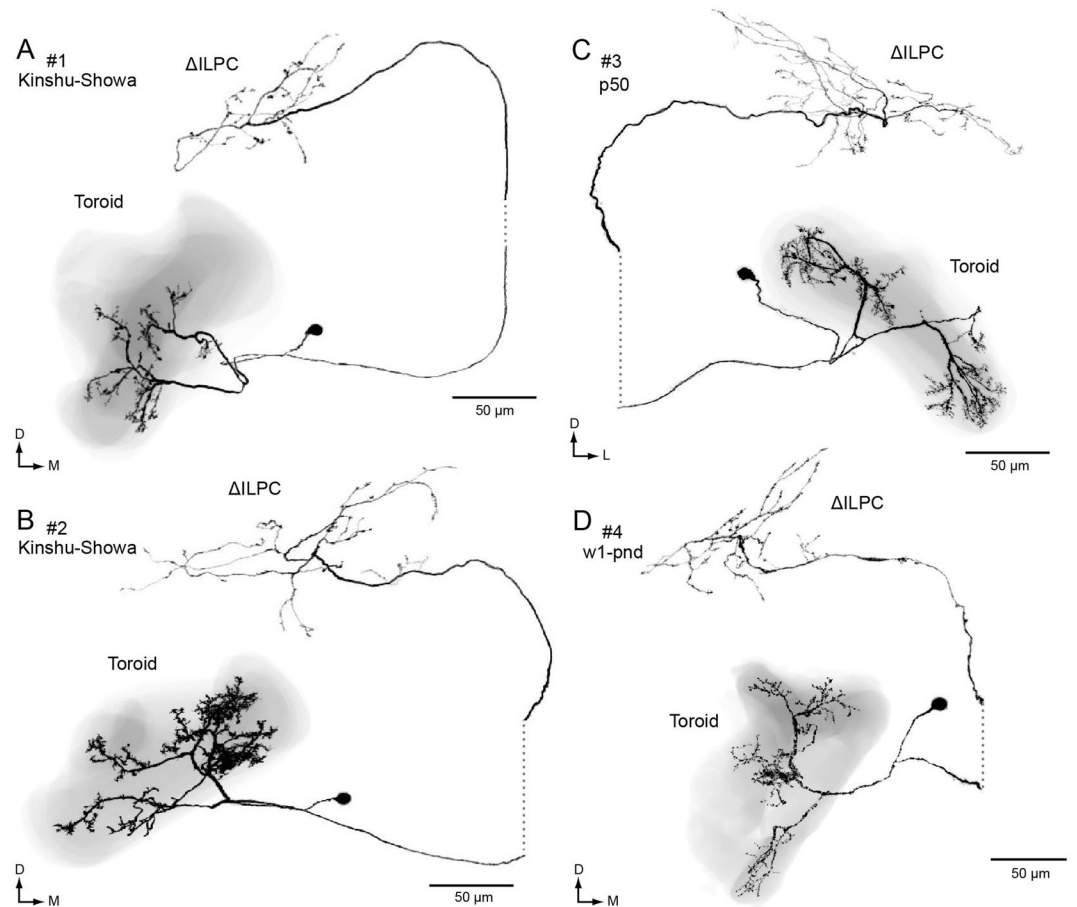 A
#1
Kinshu-Showa
ΔILPC
Toroid
50 µm
D
M
C
#3
p50
ΔILPC
Toroid
50 µm
D
L
B
#2
Kinshu-Showa
ΔILPC
Toroid
50 µm
D
M
D
#4
w1-pnd
ΔILPC
Toroid
50 µm
D
M